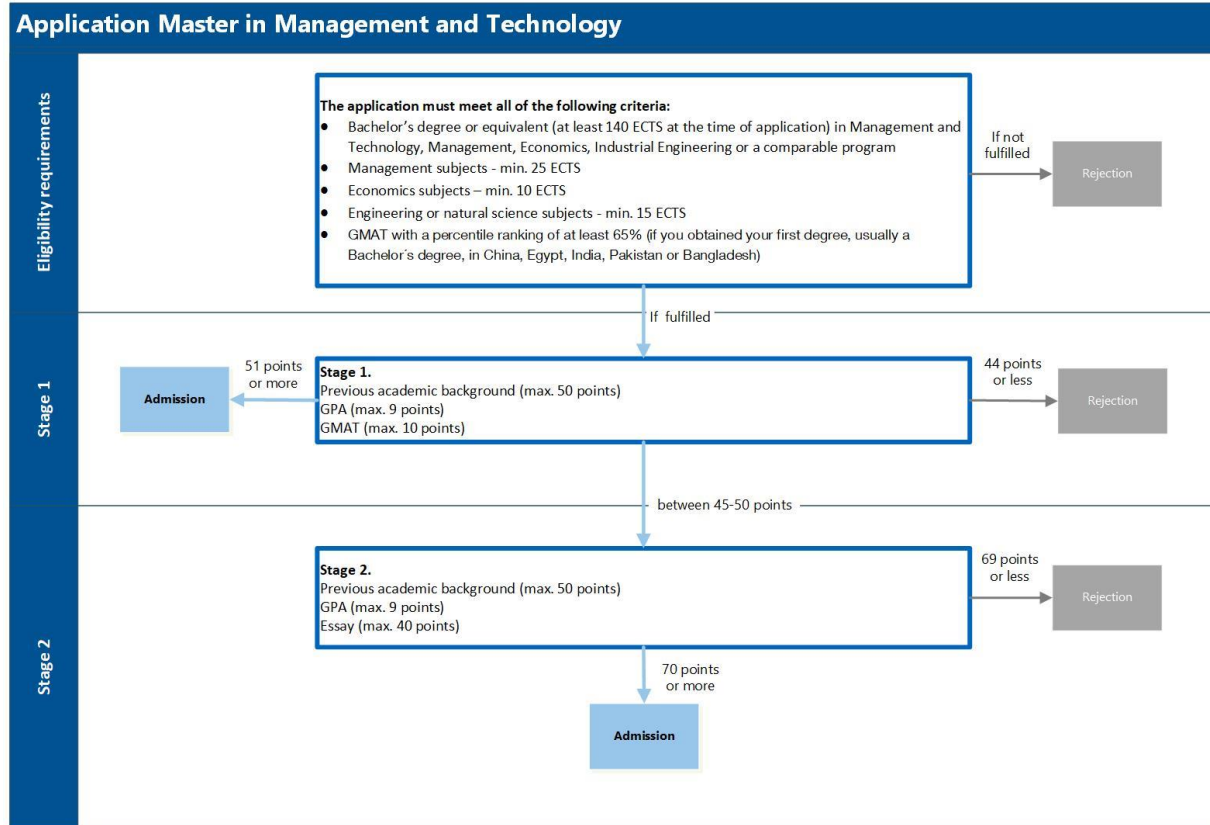 Application Master in Management and Technology
Eligibility requirements
The application must meet all of the following criteria:
● Bachelor's degree or equivalent (at least 140 ECTS at the time of application) in Management and
Technology, Management, Economics, Industrial Engineering or a comparable program
● Management subjects - min. 25 ECTS
● Economics subjects – min. 10 ECTS
● Engineering or natural science subjects - min. 15 ECTS
● GMAT with a percentile ranking of at least 65% (if you obtained your first degree, usually a
Bachelor´s degree, in China, Egypt, India, Pakistan or Bangladesh)
If not
fulfilled
Rejection
If fulfilled
Stage 1
51 points
or more
Admission
Stage 1.
Previous academic background (max. 50 points)
GPA (max. 9 points)
GMAT (max. 10 points)
44 points
or less
Rejection
between 45-50 points
Stage 2
Stage 2.
Previous academic background (max. 50 points)
GPA (max. 9 points)
Essay (max. 40 points)
69 points
or less
Rejection
70 points
or more
Admission